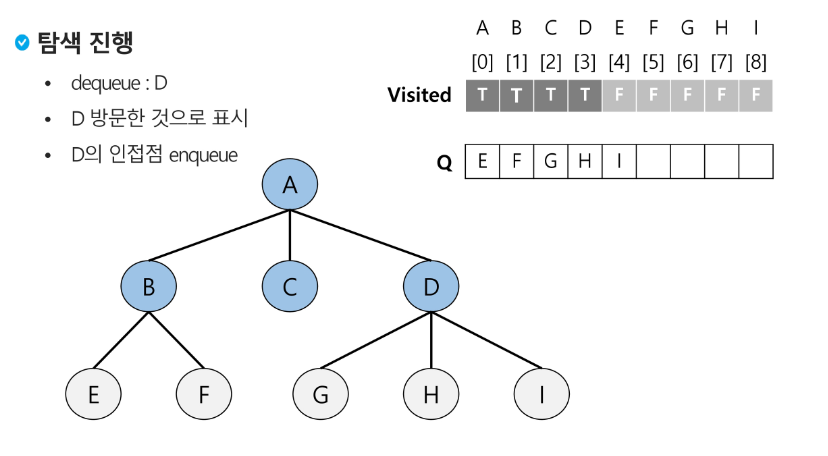 탐색 진행
• dequeue : D
• D 방문한 것으로 표시
• D의 인접점 enqueue
A B C D E F G H I
[0] [1] [2] [3] [4] [5] [6] [7] [8]
Visited T T T T F F F F F
Q E F G H I
A
B C D
E F G H I